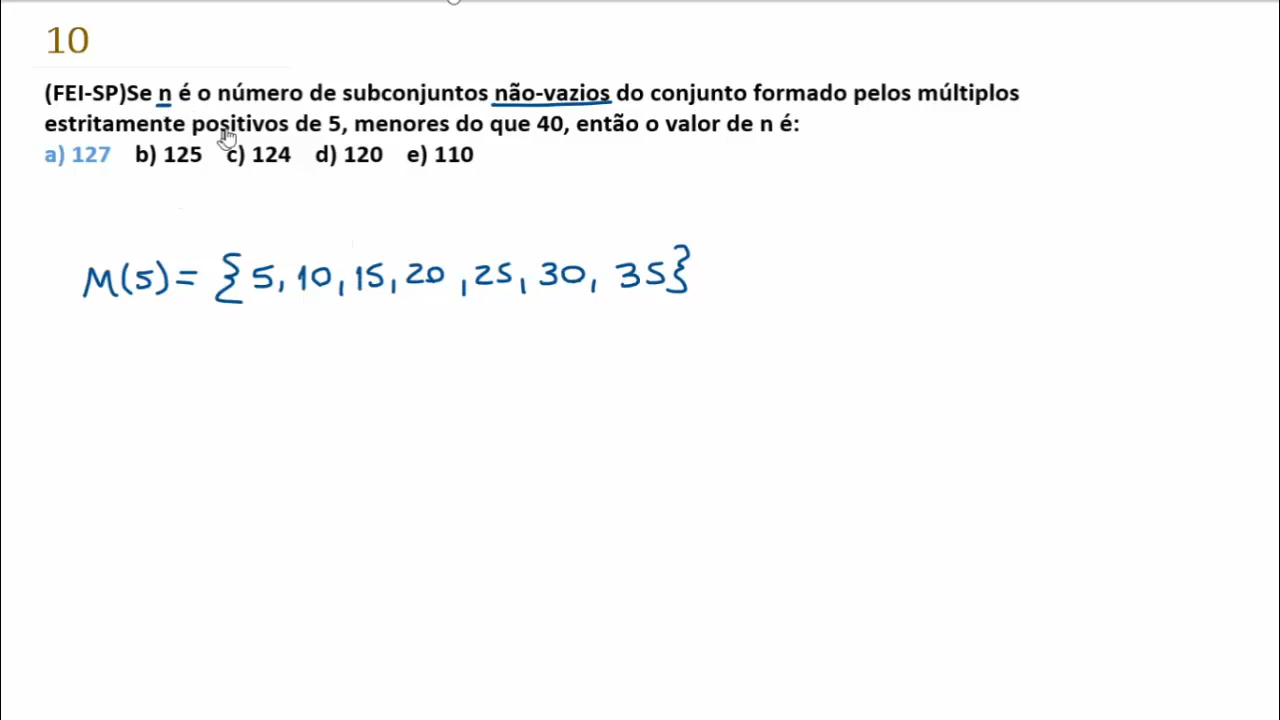 10
(FEI-SP)Se n é o número de subconjuntos não-vazios do conjunto formado pelos múltiplos
estritamente positivos de 5, menores do que 40, então o valor de n é:
a) 127 b) 125 c) 124 d) 120 e) 110
M(5) = {5, 10, 15, 20, 25, 30, 35}